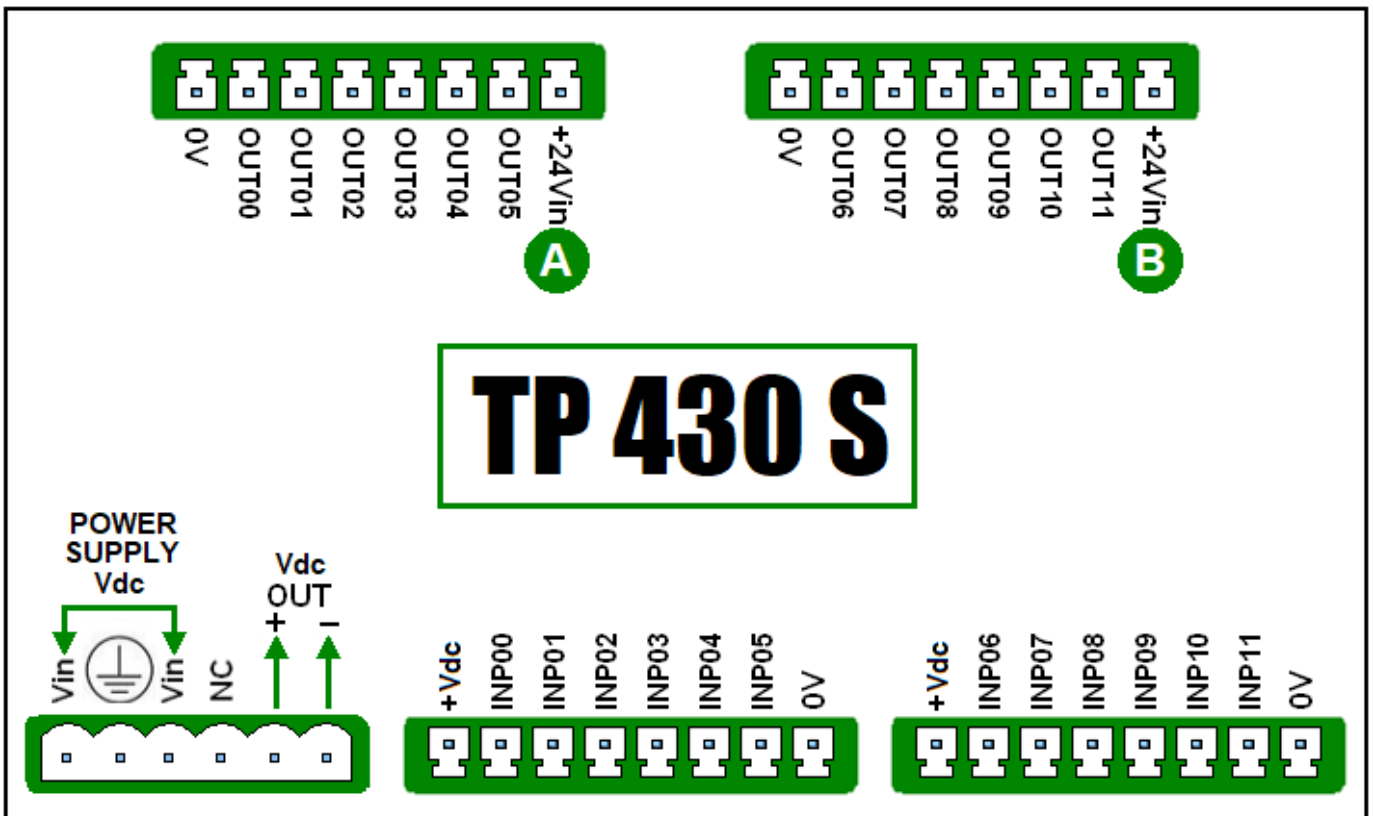 0V
OUT00
OUT01
OUT02
OUT03
OUT04
OUT05
+24Vin
A
0V
OUT06
OUT07
OUT08
OUT09
OUT10
OUT11
+24Vin
B
TP 430 S
POWER
SUPPLY
Vdc
Vin
Vin
NC
Vdc
OUT
+
−
+Vdc
INP00
INP01
INP02
INP03
INP04
INP05
0V
+Vdc
INP06
INP07
INP08
INP09
INP10
INP11
0V